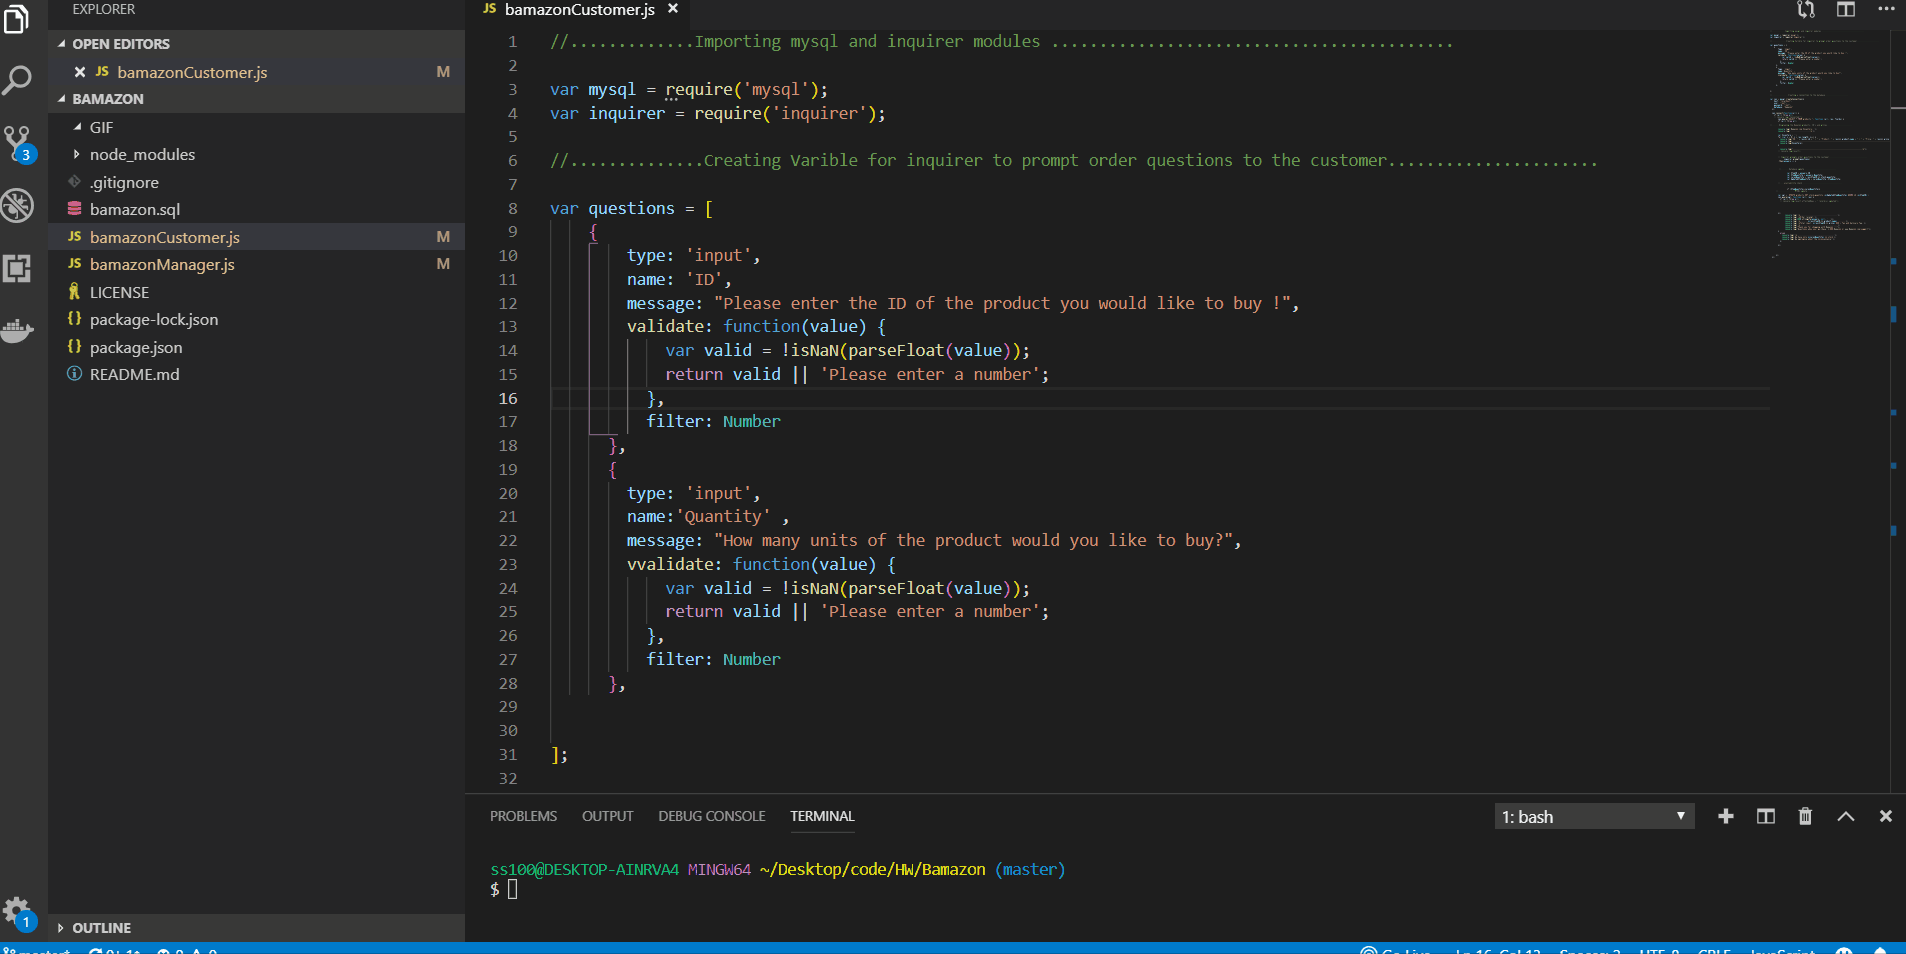 EXPLORER
OPEN EDITORS
JS bamazonCustomer.js M
BAMAZON
GIF
node_modules
.gitignore
bamazon.sql
JS bamazonCustomer.js M
JS bamazonManager.js M
LICENSE
{} package-lock.json
{} package.json
README.md
OUTLINE
3
1
JS bamazonCustomer.js
1 //.............Importing mysql and inquirer modules ..........................................
2
3 var mysql = require('mysql');
4 var inquirer = require('inquirer');
5
6 //..............Creating Varible for inquirer to prompt order questions to the customer......................
7
8 var questions = [
9 {
10 type: 'input',
11 name: 'ID',
12 message: "Please enter the ID of the product you would like to buy !",
13 validate: function(value) {
14 var valid = !isNaN(parseFloat(value));
15 return valid || 'Please enter a number';
16 },
17 filter: Number
18 },
19 {
20 type: 'input',
21 name:'Quantity' ,
22 message: "How many units of the product would you like to buy?",
23 vvalidate: function(value) {
24 var valid = !isNaN(parseFloat(value));
25 return valid || 'Please enter a number';
26 },
27 filter: Number
28 },
29
30
31 ];
32
PROBLEMS OUTPUT DEBUG CONSOLE TERMINAL 1: bash
ss100@DESKTOP-AINRVA4 MINGW64 ~/Desktop/code/HW/Bamazon (master)
$